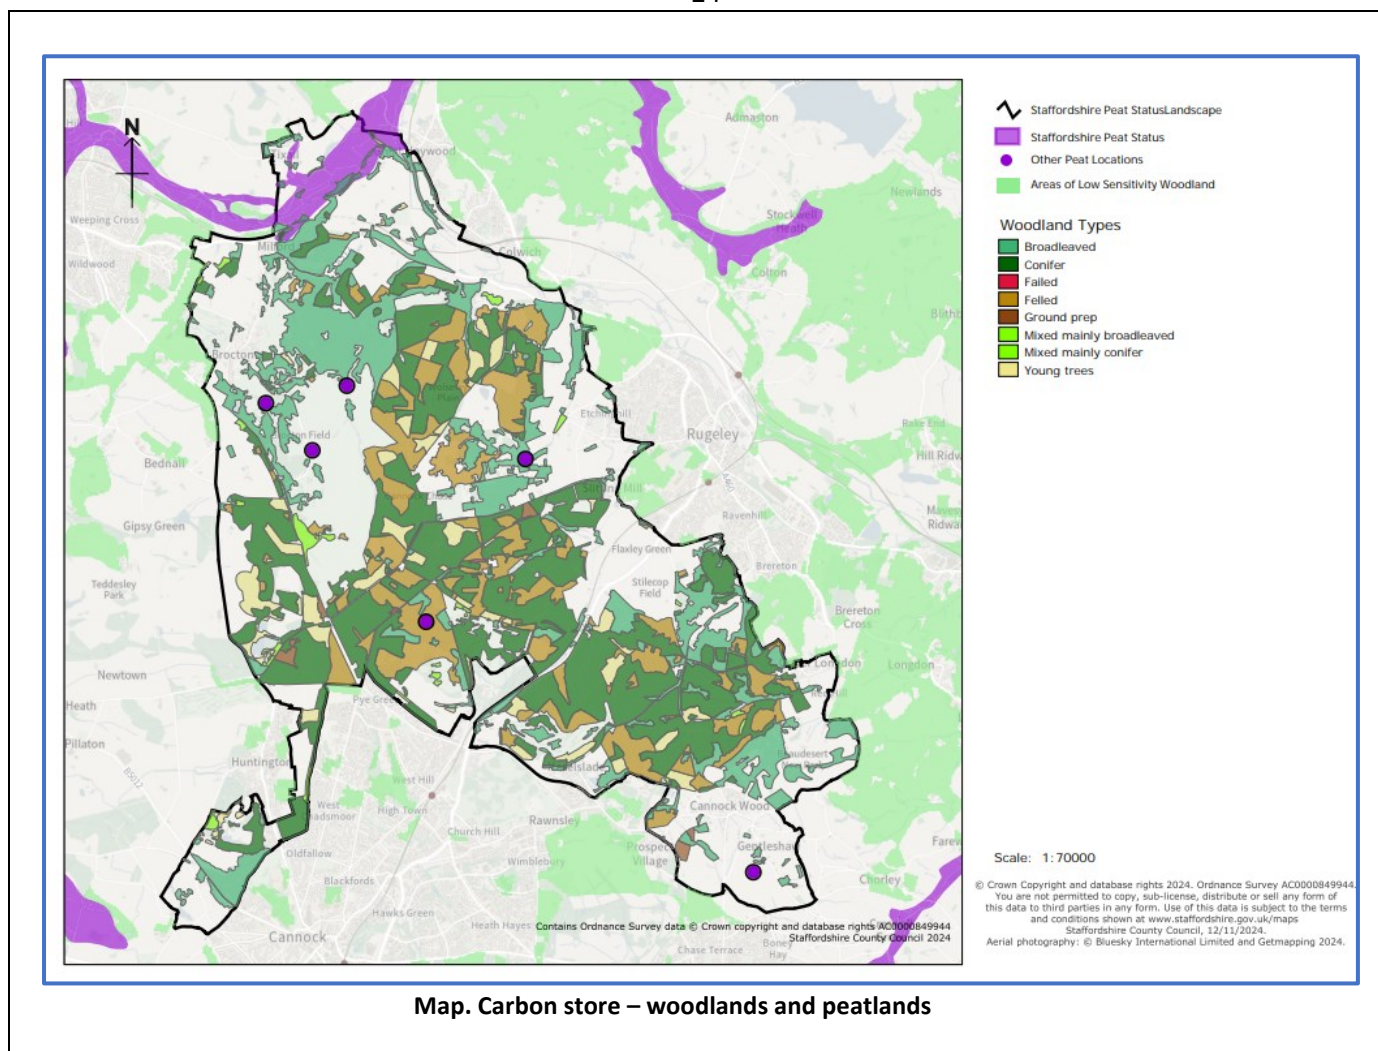 N
Admaston
Newlands
Stockwell
Heath
Colton
Weeping Cross
Wildwood
Milford
Colwich
Brocton
Etchinghill
Rugeley
Rake End
Bednall
Gipsy Green
Ravenhill
Flaxley Green
Stilecop
Field
Brereton
Brereton
Cross
Teddesley
Park
Longdon
Newtown
Heath
Pillaton
Pye Green
Huntington
West Hill
High Town
Cannock Wood
Rawnsley
Church Hill
Wimblebury
Oldfallow
Blackfords
Hawks Green
Heath Hayes
Cannock
Chorley
Chase Terrace
Boney
Hay
Contains Ordnance Survey data © Crown copyright and database rights AC0000849944
Staffordshire County Council 2024
Staffordshire Peat StatusLandscape
Staffordshire Peat Status
Other Peat Locations
Areas of Low Sensitivity Woodland
Woodland Types
Broadleaved
Conifer
Failed
Felled
Ground prep
Mixed mainly broadleaved
Mixed mainly conifer
Young trees
Scale: 1:70000
© Crown Copyright and database rights 2024. Ordnance Survey AC0000849944.
You are not permitted to copy, sub-license, distribute or sell any form of
this data to third parties in any form. Use of this data is subject to the terms
and conditions shown at www.staffordshire.gov.uk/maps
Staffordshire County Council, 12/11/2024.
Aerial photography: © Bluesky International Limited and Getmapping 2024.
Map. Carbon store – woodlands and peatlands